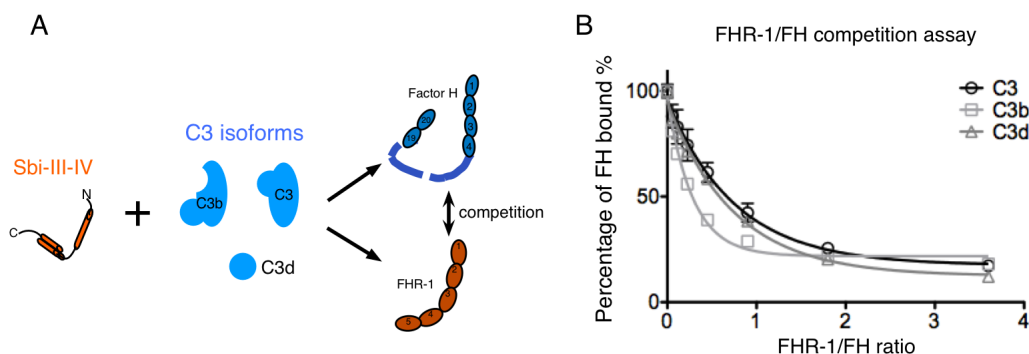 A
Sbi-III-IV
N
C
+
C3 isoforms
C3b
C3
C3d
Factor H
1
2
3
4
20
19
competition
FHR-1
1
2
3
4
5
B
FHR-1/FH competition assay
Percentage of FH bound %
100
50
0
0
1
2
3
4
FHR-1/FH ratio
C3
C3b
C3d